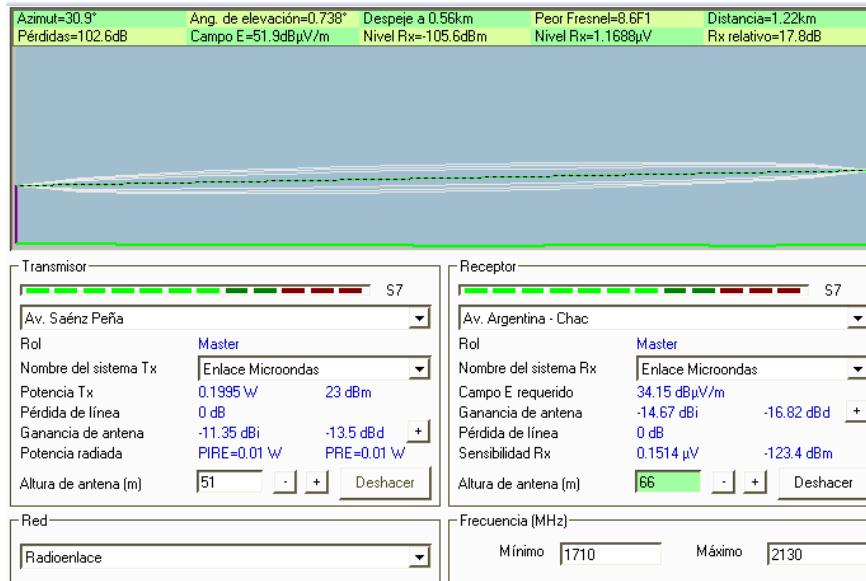 Azimut=30.9° Ang. de elevación=0.738° Despeje a 0.56km Peor Fresnel=8.6F1 Distancia=1.22km
Pérdidas=102.6dB Campo E=51.9dBµV/m Nivel Rx=-105.6dBm Nivel Rx=1.1688µV Rx relativo=17.8dB
Transmisor
S7
Av. Saénz Peña
Rol Master
Nombre del sistema Tx Enlace Microondas
Potencia Tx 0.1995 W 23 dBm
Pérdida de línea 0 dB
Ganancia de antena -11.35 dBi -13.5 dBd +
Potencia radiada PIRE=0.01 W PRE=0.01 W
Altura de antena (m) 51 - + Deshacer
Red
Radioenlace
Receptor
S7
Av. Argentina - Chac
Rol Master
Nombre del sistema Rx Enlace Microondas
Campo E requerido 34.15 dBµV/m
Ganancia de antena -14.67 dBi -16.82 dBd +
Pérdida de línea 0 dB
Sensibilidad Rx 0.1514 µV -123.4 dBm
Altura de antena (m) 66 - + Deshacer
Frecuencia (MHz)
Mínimo 1710 Máximo 2130